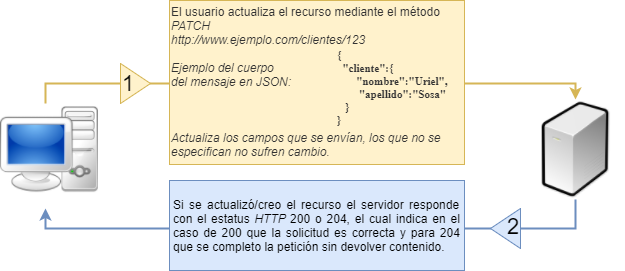 El usuario actualiza el recurso mediante el método
PATCH
http://www.ejemplo.com/clientes/123
Ejemplo del cuerpo
del mensaje en JSON:
{
"cliente":{
"nombre":"Uriel",
"apellido":"Sosa"
}
}
Actualiza los campos que se envían, los que no se
especifican no sufren cambio.
1
Si se actualizó/creo el recurso el servidor responde
con el estatus HTTP 200 o 204, el cual indica en el
caso de 200 que la solicitud es correcta y para 204
que se completo la petición sin devolver contenido.
2